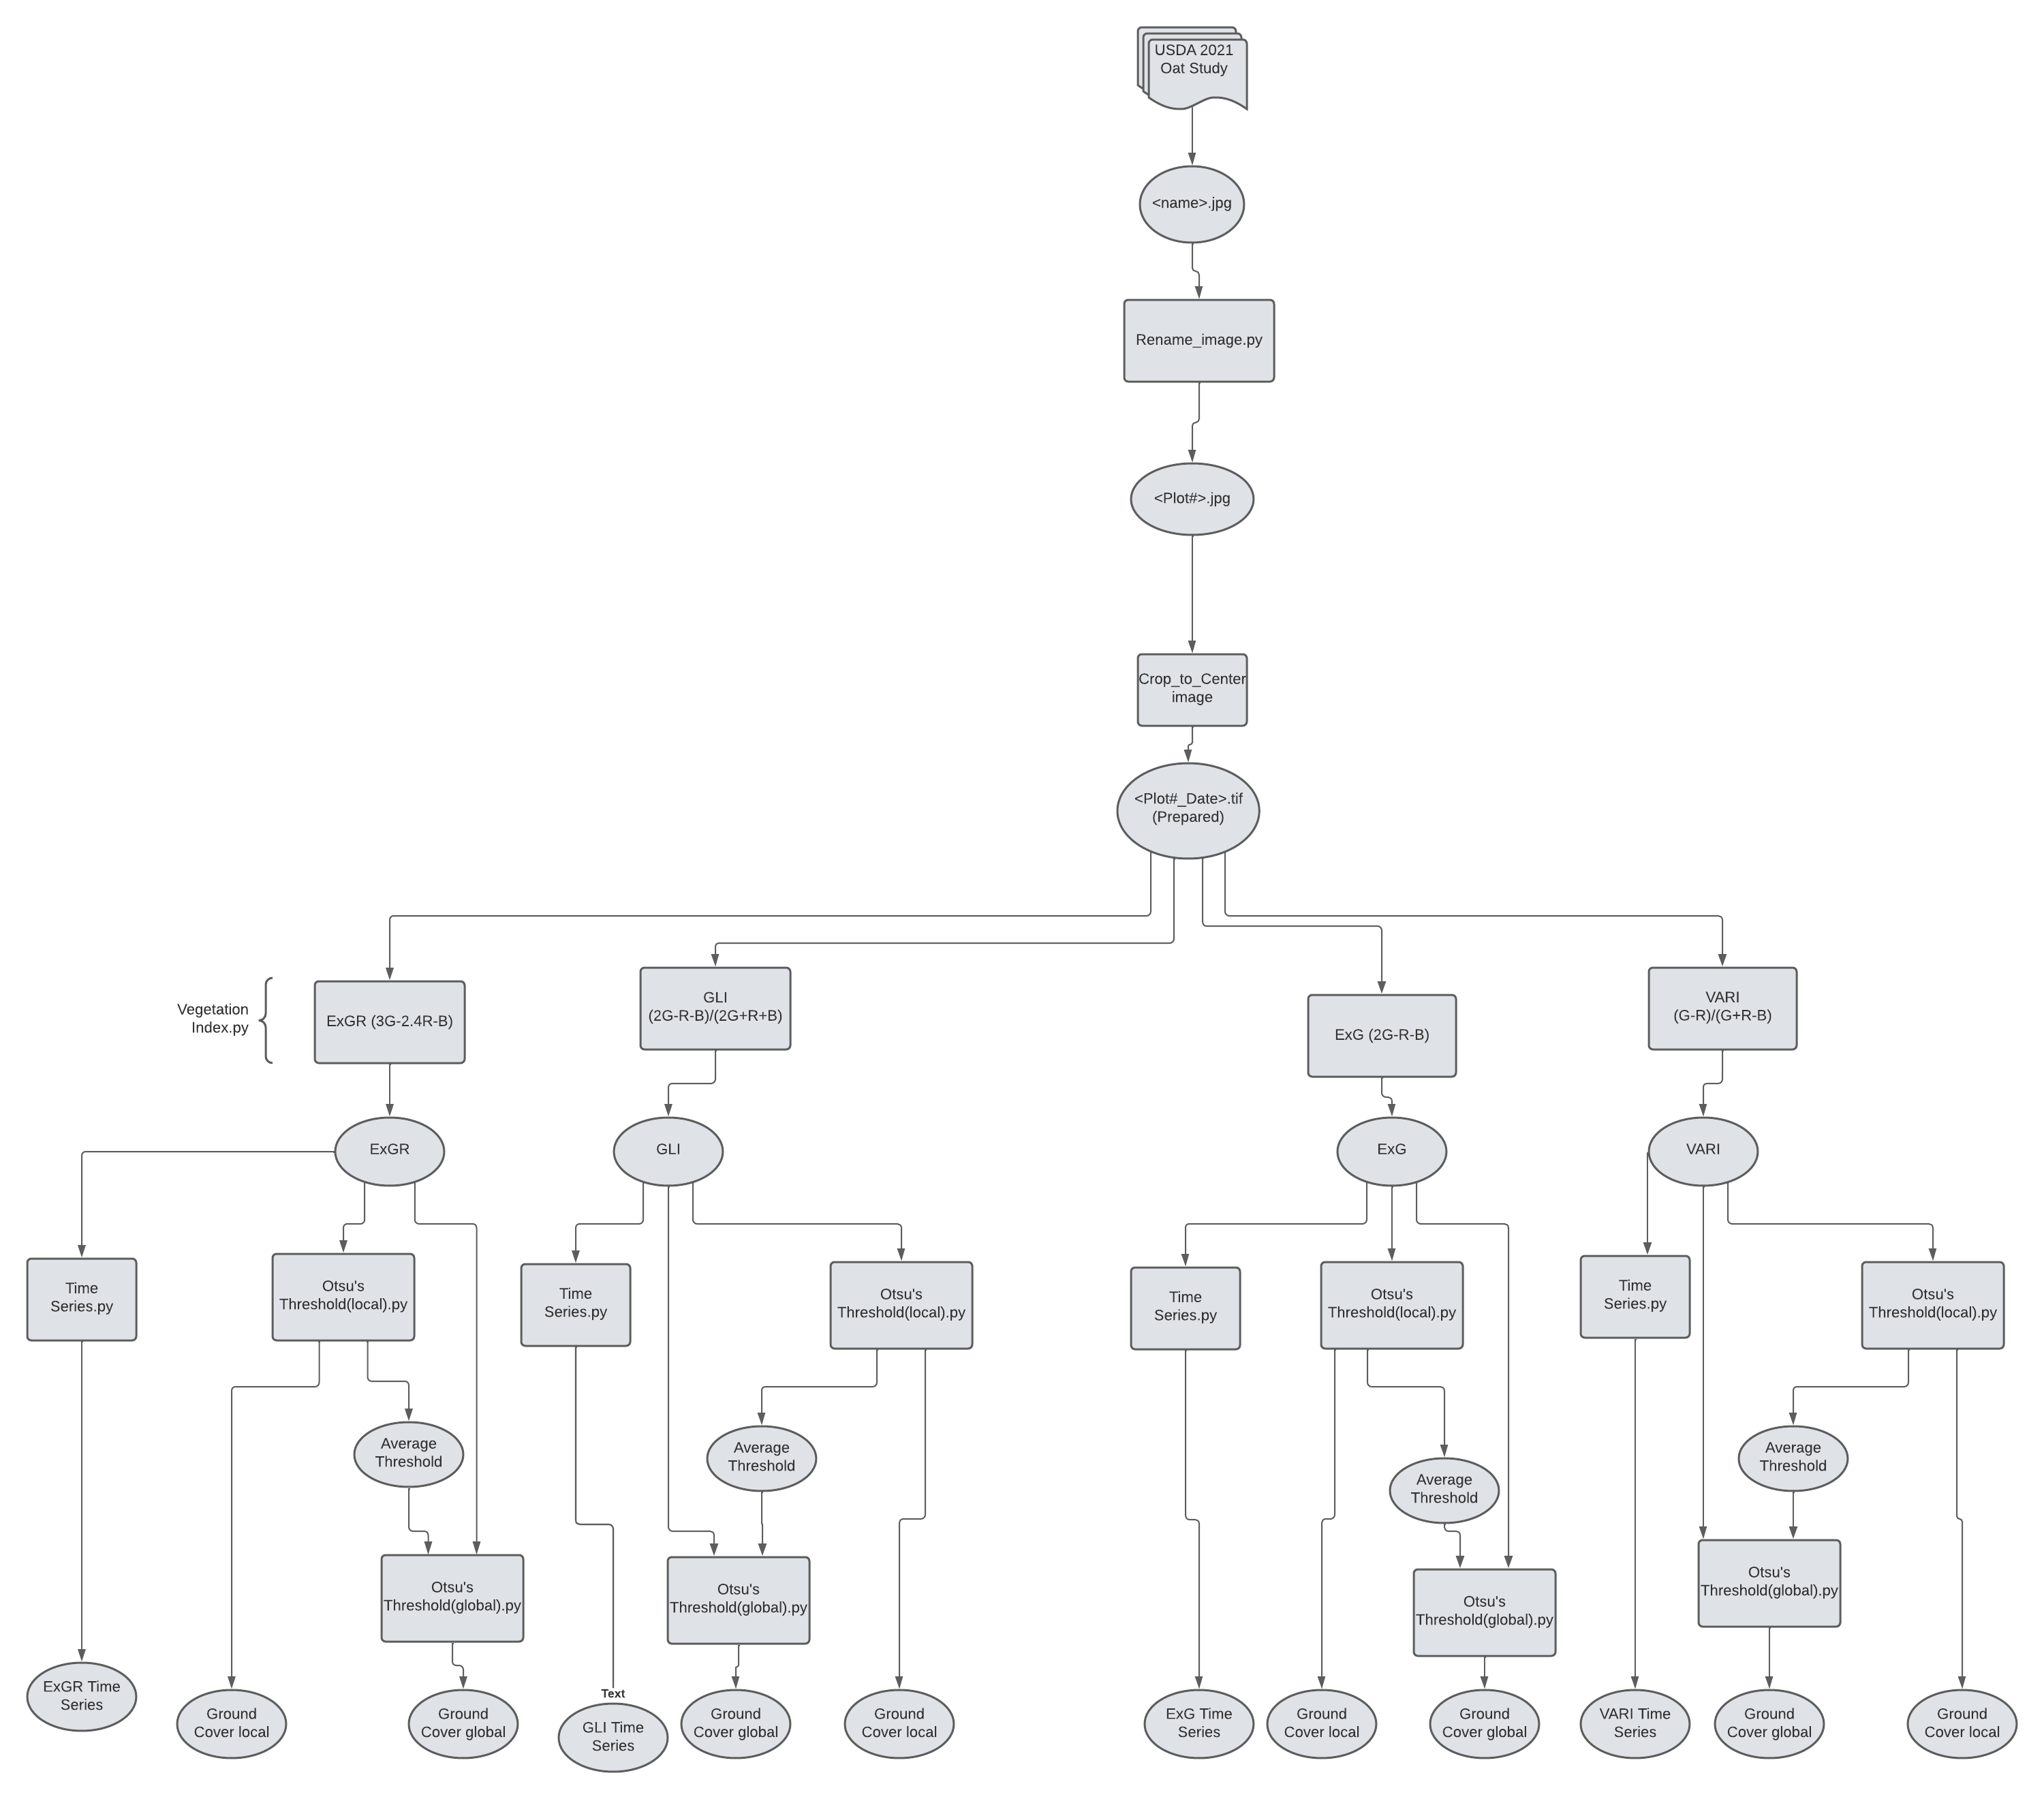 USDA 2021
Oat Study
<name>.jpg
Rename_image.py
<Plot#>.jpg
Crop_to_Center
image
<Plot#_Date>.tif
(Prepared)
Vegetation
Index.py
ExGR (3G-2.4R-B)
GLI
(2G-R-B)/(2G+R+B)
ExG (2G-R-B)
VARI
(G-R)/(G+R-B)
ExGR
GLI
ExG
VARI
Time
Series.py
Otsu's
Threshold(local).py
Time
Series.py
Otsu's
Threshold(local).py
Time
Series.py
Otsu's
Threshold(local).py
Time
Series.py
Otsu's
Threshold(local).py
Average
Threshold
Average
Threshold
Average
Threshold
Average
Threshold
Otsu's
Threshold(global).py
Otsu's
Threshold(global).py
Otsu's
Threshold(global).py
Otsu's
Threshold(global).py
ExGR Time
Series
Ground
Cover local
Ground
Cover global
Text
GLI Time
Series
Ground
Cover global
Ground
Cover local
ExG Time
Series
Ground
Cover local
Ground
Cover global
VARI Time
Series
Ground
Cover global
Ground
Cover local